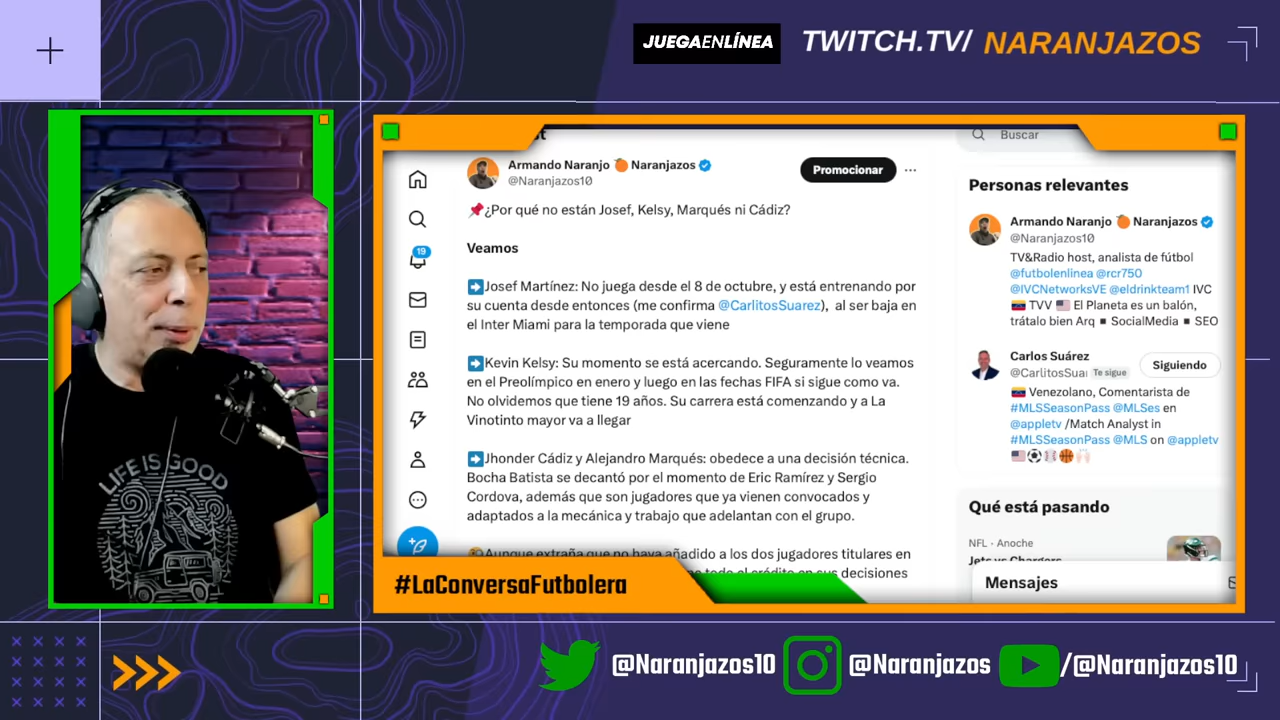 JUEGAENLÍNEA
TWITCH.TV/ NARANJAZOS
LIFE IS GOOD
Buscar
Armando Naranjo 🍊 Naranjazos
@Naranjazos10
Promocionar
📌¿Por qué no están Josef, Kelsy, Marqués ni Cádiz?
Veamos
➡️Josef Martínez: No juega desde el 8 de octubre, y está entrenando por
su cuenta desde entonces (me confirma @CarlitosSuarez), al ser baja en
el Inter Miami para la temporada que viene
➡️Kevin Kelsy: Su momento se está acercando. Seguramente lo veamos
en el Preolímpico en enero y luego en las fechas FIFA si sigue como va.
No olvidemos que tiene 19 años. Su carrera está comenzando y a La
Vinotinto mayor va a llegar
➡️Jhonder Cádiz y Alejandro Marqués: obedece a una decisión técnica.
Bocha Batista se decantó por el momento de Eric Ramírez y Sergio
Cordova, además que son jugadores que ya vienen convocados y
adaptados a la mecánica y trabajo que adelantan con el grupo.
Aunque extraña que no haya añadido a los dos jugadores titulares en
todo el crédito en sus decisiones
19
Personas relevantes
Armando Naranjo 🍊 Naranjazos
@Naranjazos10
TV&Radio host, analista de fútbol
@futbolenlinea @rcr750
@IVCNetworksVE @eldrinkteam1 IVC
🇻🇪 TVV 🇺🇸 El Planeta es un balón,
trátalo bien Arq ▪️ SocialMedia ▪️ SEO
Carlos Suárez
@CarlitosSua
Te sigue
Siguiendo
🇻🇪 Venezolano, Comentarista de
#MLSSeasonPass @MLSes en
@appletv /Match Analyst in
#MLSSeasonPass @MLS on @appletv
🇺🇸⚽⚾🏀🙌🏻
Qué está pasando
NFL · Anoche
Jets vs Chargers
Mensajes
#LaConversaFutbolera
@Naranjazos10
@Naranjazos
/@Naranjazos10